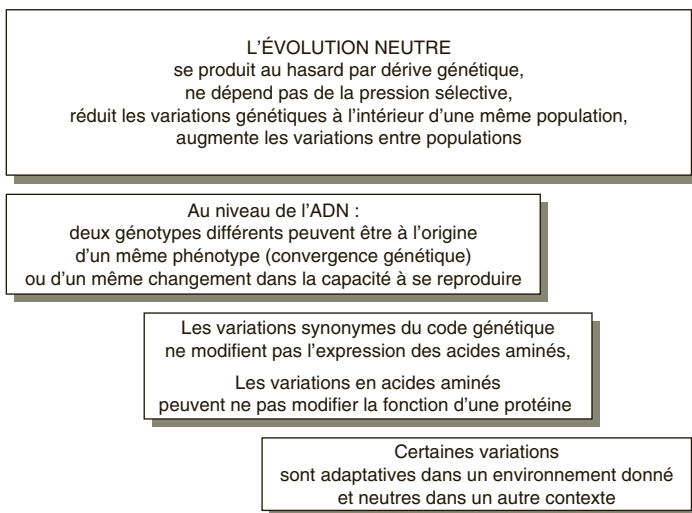 L'ÉVOLUTION NEUTRE
se produit au hasard par dérive génétique,
ne dépend pas de la pression sélective,
réduit les variations génétiques à l'intérieur d'une même population,
augmente les variations entre populations
Au niveau de l'ADN :
deux génotypes différents peuvent être à l'origine
d'un même phénotype (convergence génétique)
ou d'un même changement dans la capacité à se reproduire
Les variations synonymes du code génétique
ne modifient pas l'expression des acides aminés,
Les variations en acides aminés
peuvent ne pas modifier la fonction d'une protéine
Certaines variations
sont adaptatives dans un environnement donné
et neutres dans un autre contexte